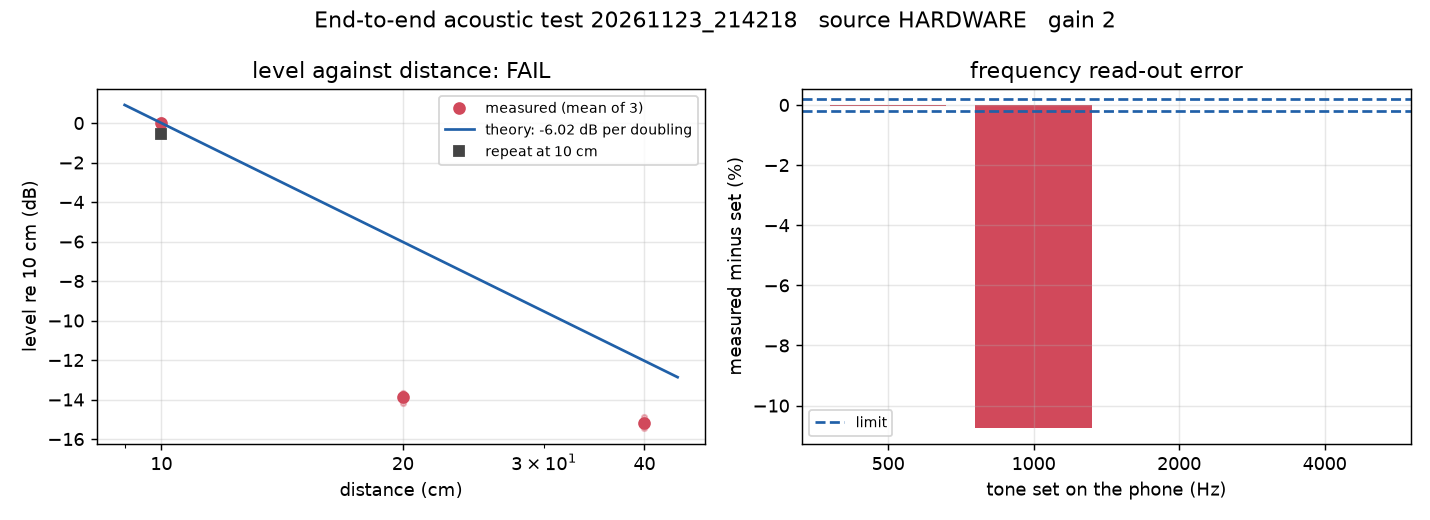 End-to-end acoustic test 20261123_214218   source HARDWARE   gain 2
level against distance: FAIL
level re 10 cm (dB)
0
−2
−4
−6
−8
−10
−12
−14
−16
measured (mean of 3)
theory: -6.02 dB per doubling
repeat at 10 cm
10
20
3 × 10¹
40
distance (cm)
frequency read-out error
measured minus set (%)
0
−2
−4
−6
−8
−10
limit
500
1000
2000
4000
tone set on the phone (Hz)